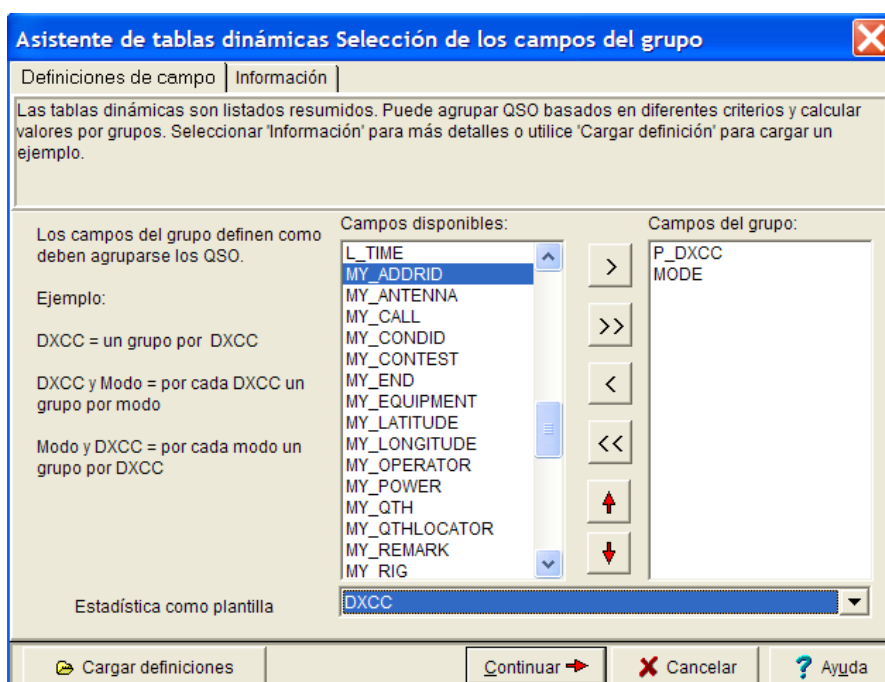 Asistente de tablas dinámicas Selección de los campos del grupo
Definiciones de campo
Información
Las tablas dinámicas son listados resumidos. Puede agrupar QSO basados en diferentes criterios y calcular
valores por grupos. Seleccionar 'Información' para más detalles o utilice 'Cargar definición' para cargar un
ejemplo.
Los campos del grupo definen como
deben agruparse los QSO.
Ejemplo:
DXCC = un grupo por DXCC
DXCC y Modo = por cada DXCC un
grupo por modo
Modo y DXCC = por cada modo un
grupo por DXCC
Campos disponibles:
L_TIME
MY_ADDRID
MY_ANTENNA
MY_CALL
MY_CONDID
MY_CONTEST
MY_END
MY_EQUIPMENT
MY_LATITUDE
MY_LONGITUDE
MY_OPERATOR
MY_POWER
MY_QTH
MY_QTHLOCATOR
MY_REMARK
MY_RIG
>
>>
<
<<
Campos del grupo:
P_DXCC
MODE
Estadística como plantilla
DXCC
Cargar definiciones
Continuar
Cancelar
Ayuda